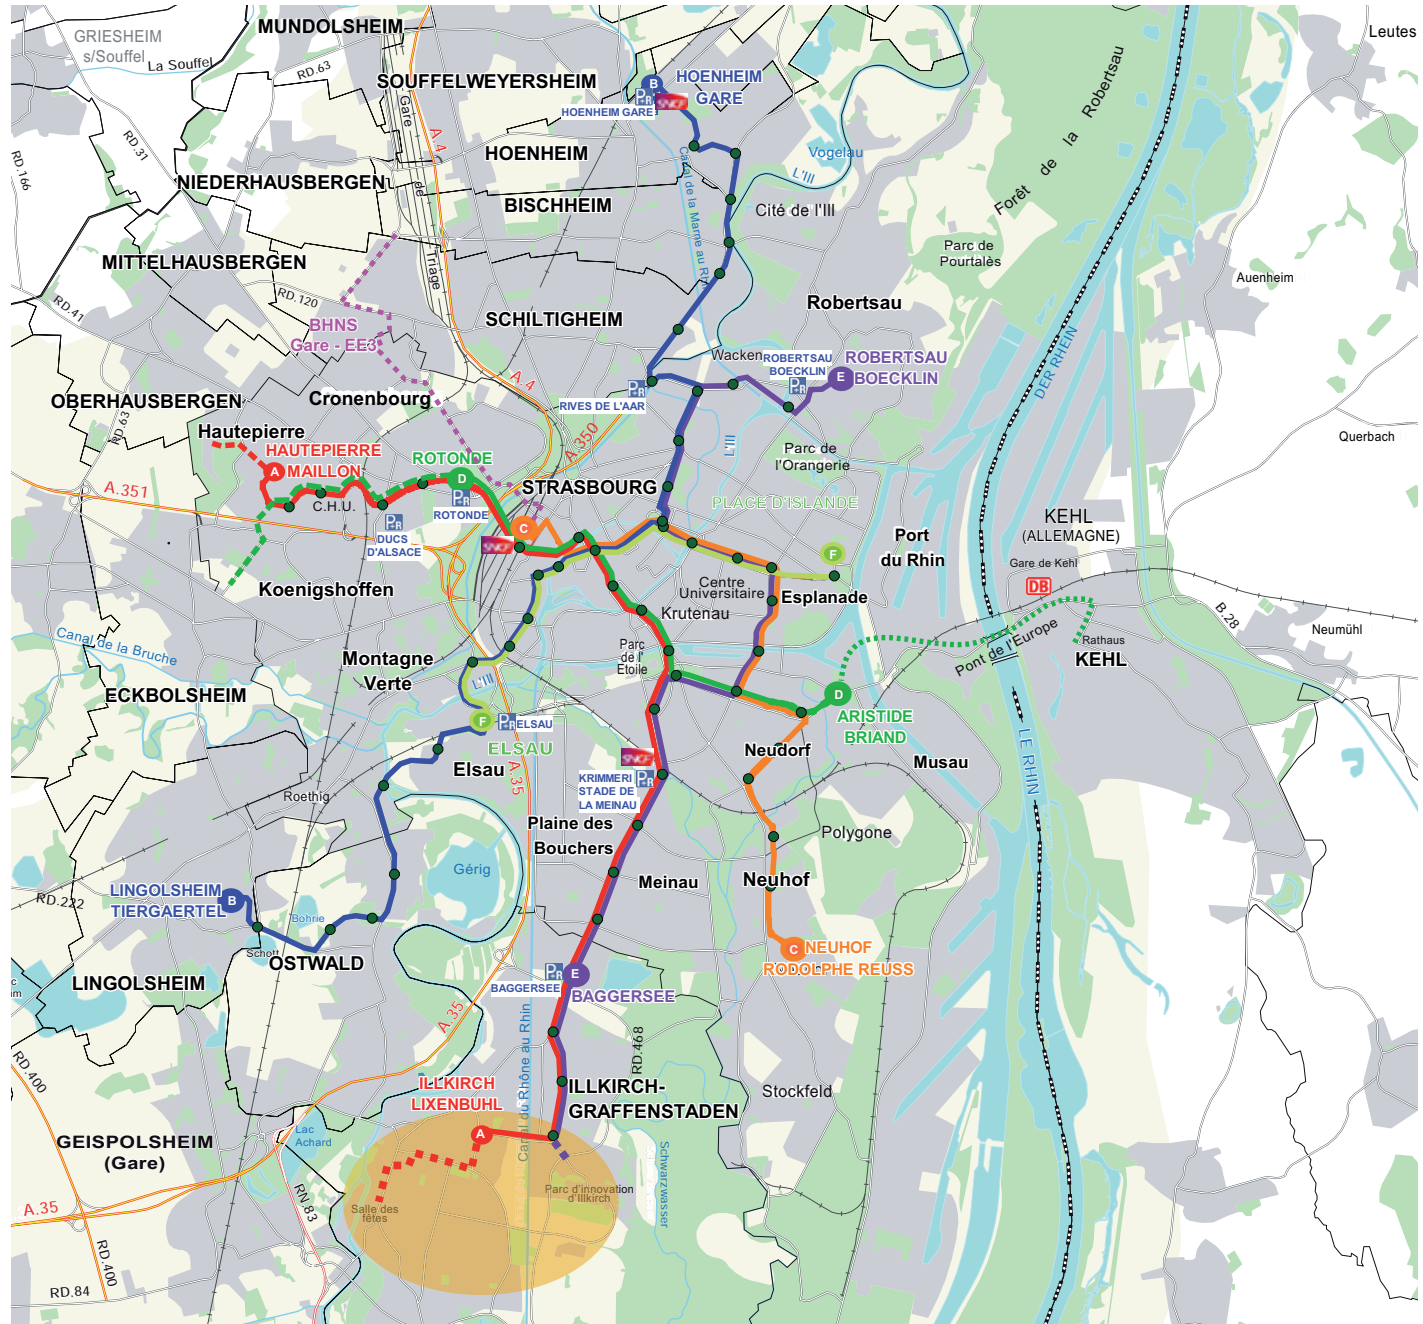 MUNDOLSHEIM
Leutes
GRIESHEIM
s/Souffel
La Souffel
RD.63
SOUFFELWEYERSHEIM
Gare
de
Triage
A.4
B
HOENHEIM
GARE
P+R
SNCF
HOENHEIM GARE
Forêt de la Robertsau
RD.31
RD.166
HOENHEIM
Canal de la Marne au Rhin
Vogelau
L'Ill
NIEDERHAUSBERGEN
BISCHHEIM
Cité de l'Ill
Parc de
Pourtalès
MITTELHAUSBERGEN
Auenheim
RD.120
RD.41
Robertsau
BHNS
Gare - EE3
SCHILTIGHEIM
DER RHEIN
Wacken
ROBERTSAU
BOECKLIN
P+R
ROBERTSAU
BOECKLIN
E
A.4
P+R
RIVES DE L'AAR
OBERHAUSBERGEN
Cronenbourg
RD.63
Hautepierre
A.350
L'Ill
Parc de
l'Orangerie
Querbach
HAUTEPIERRE
MAILLON
A
ROTONDE
D
A.351
C.H.U.
P+R
ROTONDE
STRASBOURG
PLACE D'ISLANDE
P+R
DUCS
D'ALSACE
C
SNCF
Port
du Rhin
KEHL
(ALLEMAGNE)
Gare de Kehl
DB
F
Koenigshoffen
Centre
Universitaire
Esplanade
Krutenau
B.28
Neumühl
Canal de la Bruche
Montagne
Verte
Parc
de l'
Etoile
Pont de l'Europe
Rathaus
KEHL
L'Ill
ECKBOLSHEIM
D
ARISTIDE
BRIAND
F
P+R
ELSAU
ELSAU
Elsau
A.35
SNCF
P+R
KRIMMERI
STADE DE
LA MEINAU
Neudorf
Musau
LE RHIN
Roethig
Plaine des
Bouchers
Polygone
Gérig
Meinau
Neuhof
LINGOLSHEIM
TIERGAERTEL
B
RD.222
Bohrie
Schott
OSTWALD
C
NEUHOF
RODOLPHE REUSS
LINGOLSHEIM
P+R
BAGGERSEE
E
BAGGERSEE
A.35
Canal du Rhône au Rhin
RD.468
RD.400
ILLKIRCH
LIXENBUHL
ILLKIRCH-
GRAFFENSTADEN
Stockfeld
Lac
Achard
A
GEISPOLSHEIM
(Gare)
Schwarzwasser
Parc d'innovation
d'Illkirch
RN.83
Salle des
fêtes
A.35
RD.400
RD.84